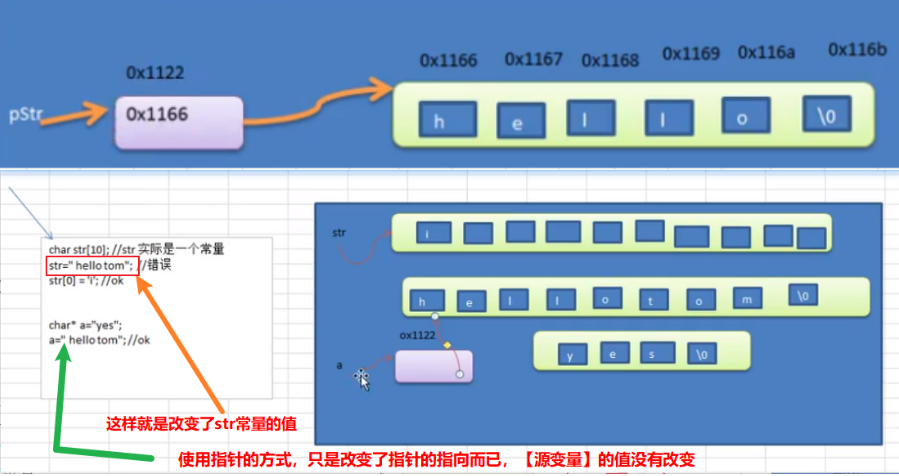 0x1122
0x1166 0x1167 0x1168 0x1169 0x116a 0x116b
pStr 0x1166 h e l l o \0
char str[10]; //str 实际是一个常量
str=" hello tom"; //错误
str[0] = 'i'; //ok
char* a="yes";
a=" hello tom"; //ok
str i
h e l l o t o m \0
ox1122
y e s \0
a
这样就是改变了str常量的值
使用指针的方式，只是改变了指针的指向而已，【源变量】的值没有改变